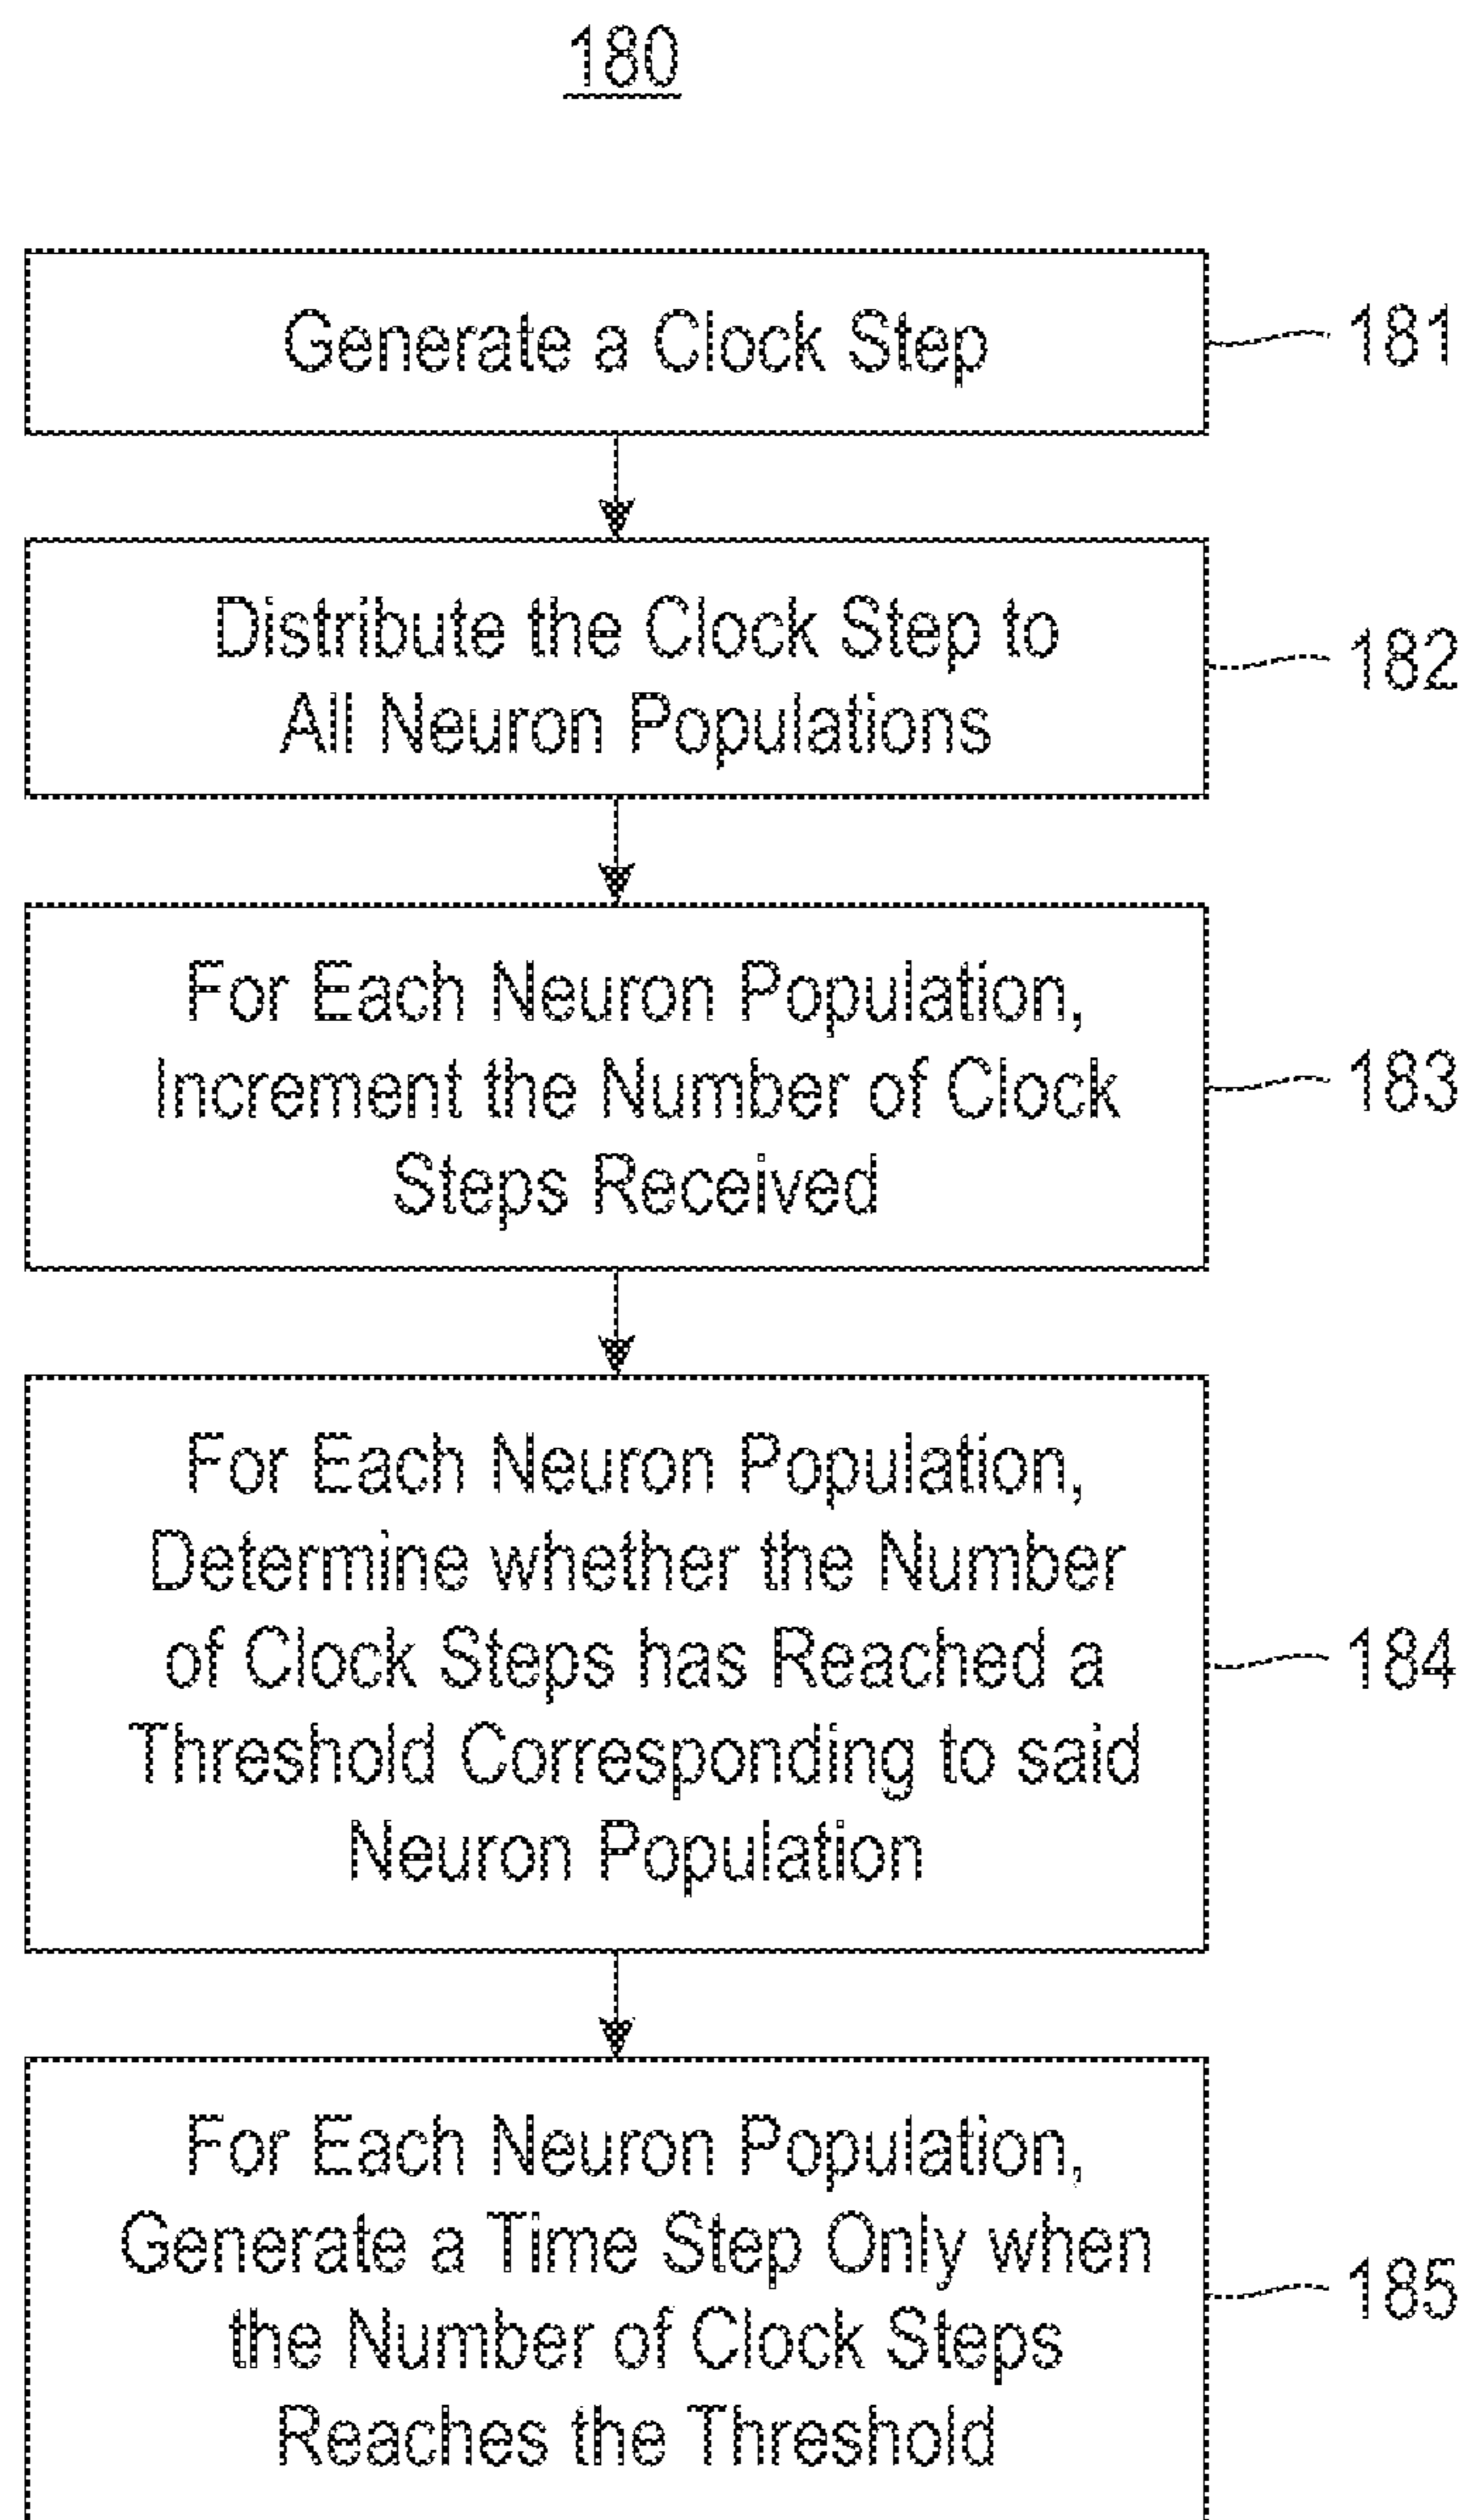 180
Generate a Clock Step
181
Distribute the Clock Step to
All Neuron Populations
182
For Each Neuron Population,
Increment the Number of Clock
Steps Received
183
For Each Neuron Population,
Determine whether the Number
of Clock Steps has Reached a
Threshold Corresponding to said
Neuron Population
184
For Each Neuron Population,
Generate a Time Step Only when
the Number of Clock Steps
Reaches the Threshold
185